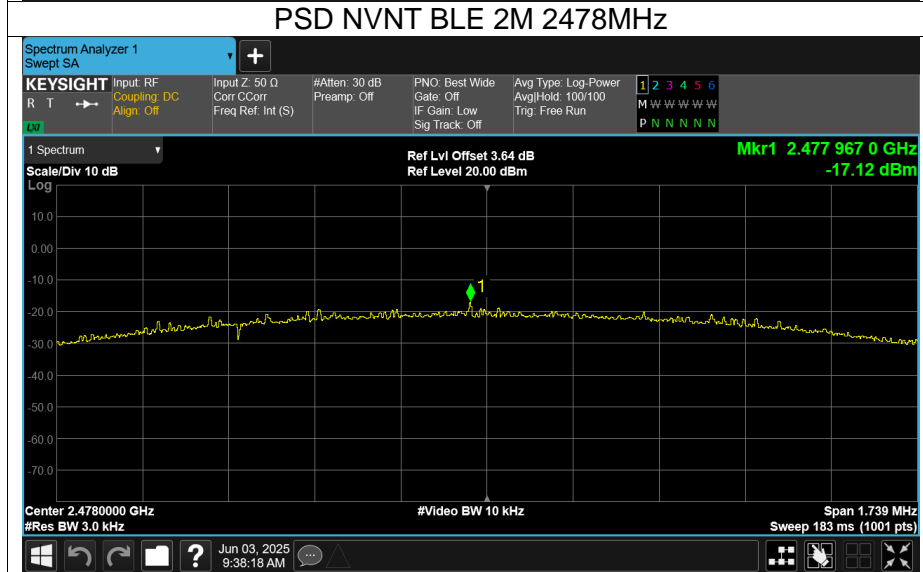 PSD NVNT BLE 2M 2478MHz
Spectrum Analyzer 1
Swept SA
+
KEYSIGHT
R T
LXI
Input: RF
Coupling: DC
Align: Off
Input Z: 50 Ω
Corr CCorr
Freq Ref: Int (S)
#Atten: 30 dB
Preamp: Off
PNO: Best Wide
Gate: Off
IF Gain: Low
Sig Track: Off
Avg Type: Log-Power
Avg|Hold: 100/100
Trig: Free Run
1 2 3 4 5 6
M W W W W W
P N N N N N
1 Spectrum
Scale/Div 10 dB
Ref Lvl Offset 3.64 dB
Ref Level 20.00 dBm
Mkr1 2.477 967 0 GHz
-17.12 dBm
Log
10.0
0.00
-10.0
1
-20.0
-30.0
-40.0
-50.0
-60.0
-70.0
Center 2.4780000 GHz
#Res BW 3.0 kHz
#Video BW 10 kHz
Span 1.739 MHz
Sweep 183 ms (1001 pts)
?
Jun 03, 2025
9:38:18 AM